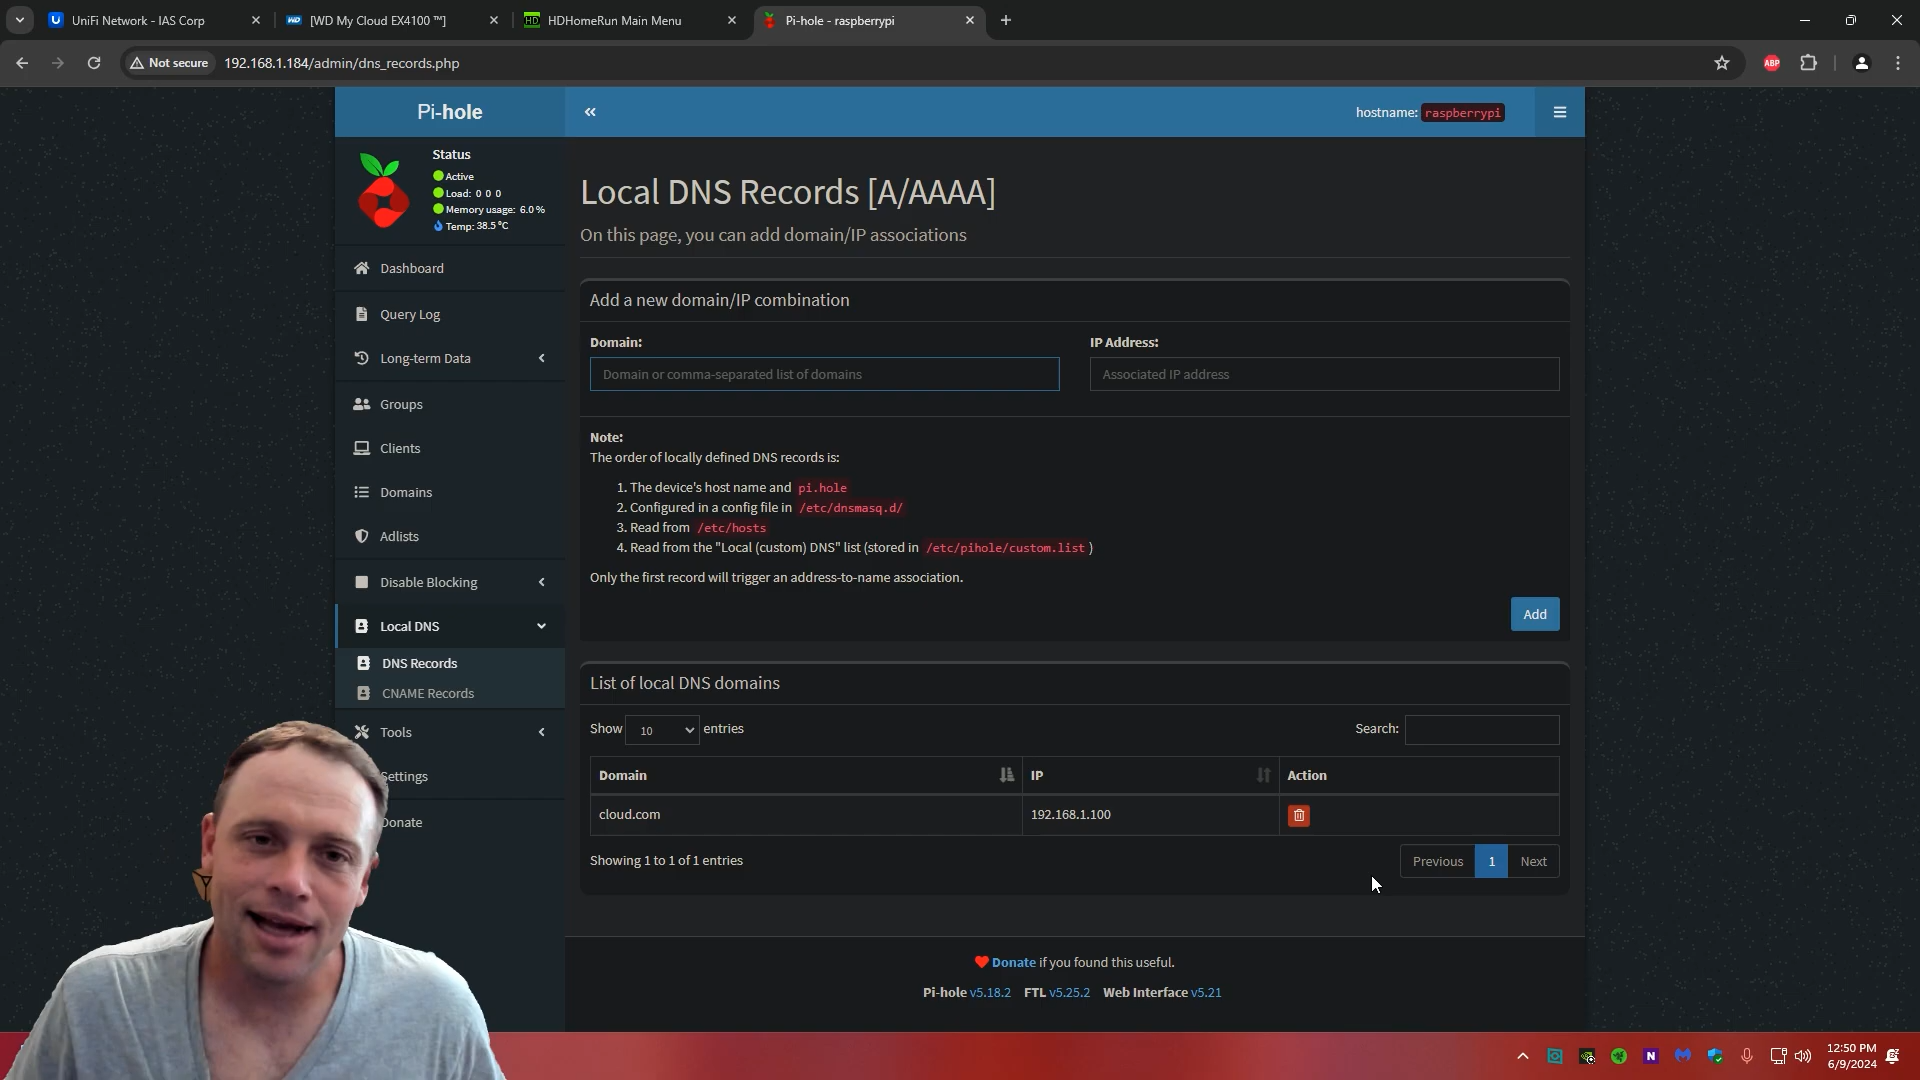 UniFi Network - IAS Corp
[WD My Cloud EX4100 ™]
HDHomeRun Main Menu
Pi-hole - raspberrypi
Not secure
192.168.1.184/admin/dns_records.php
ABP
Pi-hole
hostname: raspberrypi
Status
Active
Load: 0 0 0
Memory usage: 6.0 %
Temp: 38.5 °C
Dashboard
Query Log
Long-term Data
Groups
Clients
Domains
Adlists
Disable Blocking
Local DNS
DNS Records
CNAME Records
Tools
Settings
Donate
Local DNS Records [A/AAAA]
On this page, you can add domain/IP associations
Add a new domain/IP combination
Domain:
IP Address:
Domain or comma-separated list of domains
Associated IP address
Note:
The order of locally defined DNS records is:
1. The device's host name and pi.hole
2. Configured in a config file in /etc/dnsmasq.d/
3. Read from /etc/hosts
4. Read from the "Local (custom) DNS" list (stored in /etc/pihole/custom.list )
Only the first record will trigger an address-to-name association.
Add
List of local DNS domains
Show 10 entries
Search:
Domain IP Action
cloud.com 192.168.1.100
Showing 1 to 1 of 1 entries
Previous 1 Next
Donate if you found this useful.
Pi-hole v5.18.2 FTL v5.25.2 Web Interface v5.21
12:50 PM
6/9/2024